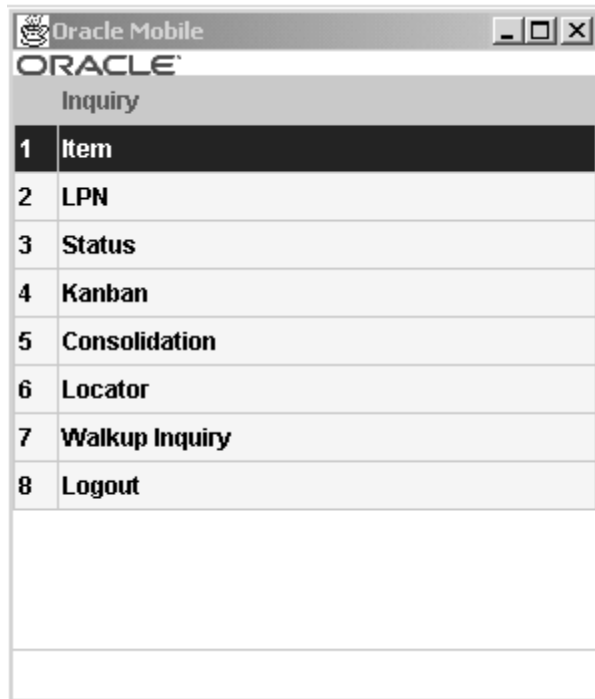 Oracle Mobile
ORACLE
Inquiry
1 Item
2 LPN
3 Status
4 Kanban
5 Consolidation
6 Locator
7 Walkup Inquiry
8 Logout